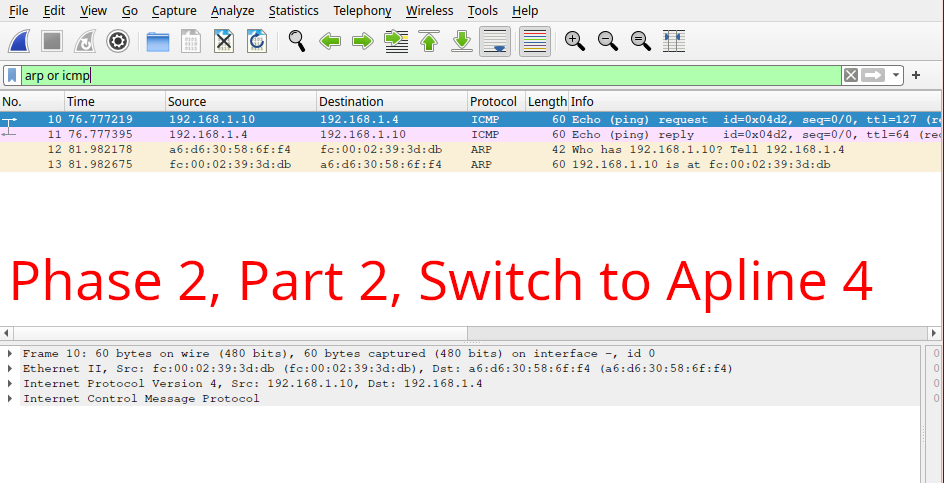 File Edit View Go Capture Analyze Statistics Telephony Wireless Tools Help
arp or icmp
No. Time Source Destination Protocol Length Info
10 76.777219 192.168.1.10 192.168.1.4 ICMP 60 Echo (ping) request id=0x04d2, seq=0/0, ttl=127 (re
11 76.777395 192.168.1.4 192.168.1.10 ICMP 60 Echo (ping) reply id=0x04d2, seq=0/0, ttl=64 (rec
12 81.982178 a6:d6:30:58:6f:f4 fc:00:02:39:3d:db ARP 42 Who has 192.168.1.10? Tell 192.168.1.4
13 81.982675 fc:00:02:39:3d:db a6:d6:30:58:6f:f4 ARP 60 192.168.1.10 is at fc:00:02:39:3d:db
Phase 2, Part 2, Switch to Apline 4
Frame 10: 60 bytes on wire (480 bits), 60 bytes captured (480 bits) on interface -, id 0
Ethernet II, Src: fc:00:02:39:3d:db (fc:00:02:39:3d:db), Dst: a6:d6:30:58:6f:f4 (a6:d6:30:58:6f:f4)
Internet Protocol Version 4, Src: 192.168.1.10, Dst: 192.168.1.4
Internet Control Message Protocol
0
0
0
0